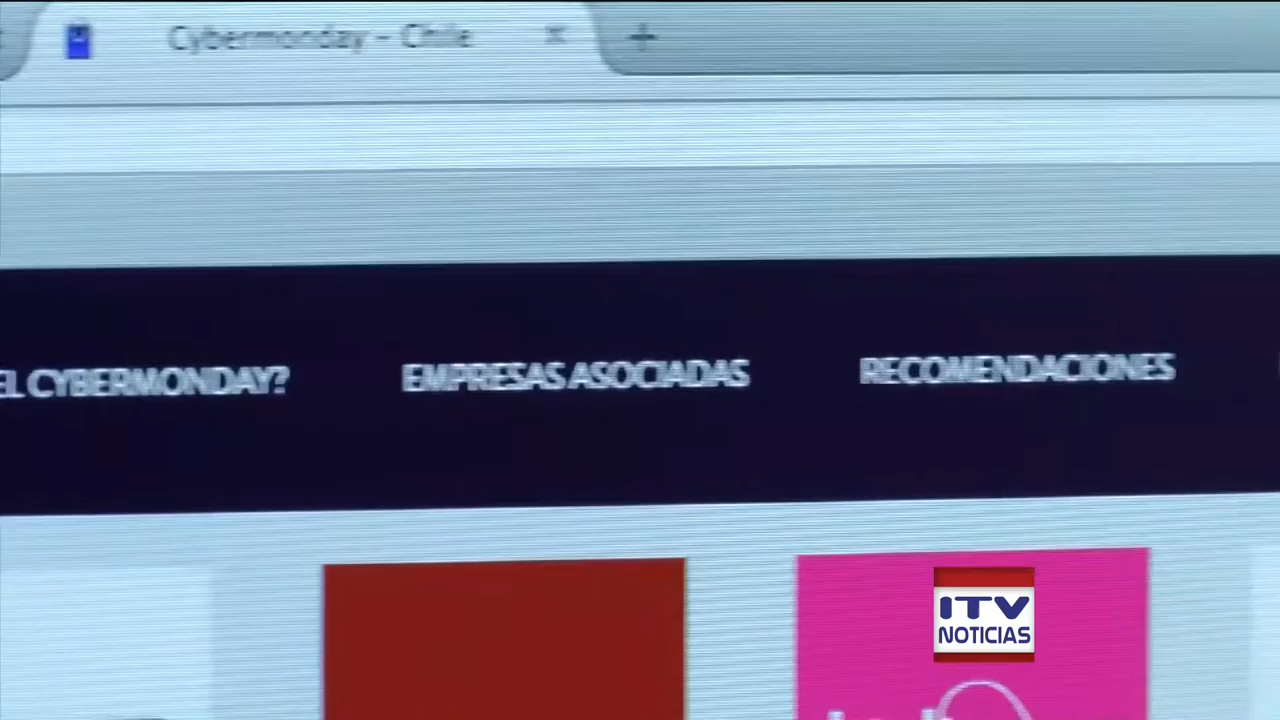 Cybermonday - Chile
EL CYBERMONDAY?
EMPRESAS ASOCIADAS
RECOMENDACIONES
ITV
NOTICIAS